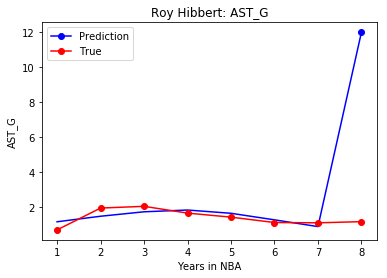 Roy Hibbert: AST_G
Prediction
True
12
10
8
6
4
2
AST_G
1 2 3 4 5 6 7 8
Years in NBA